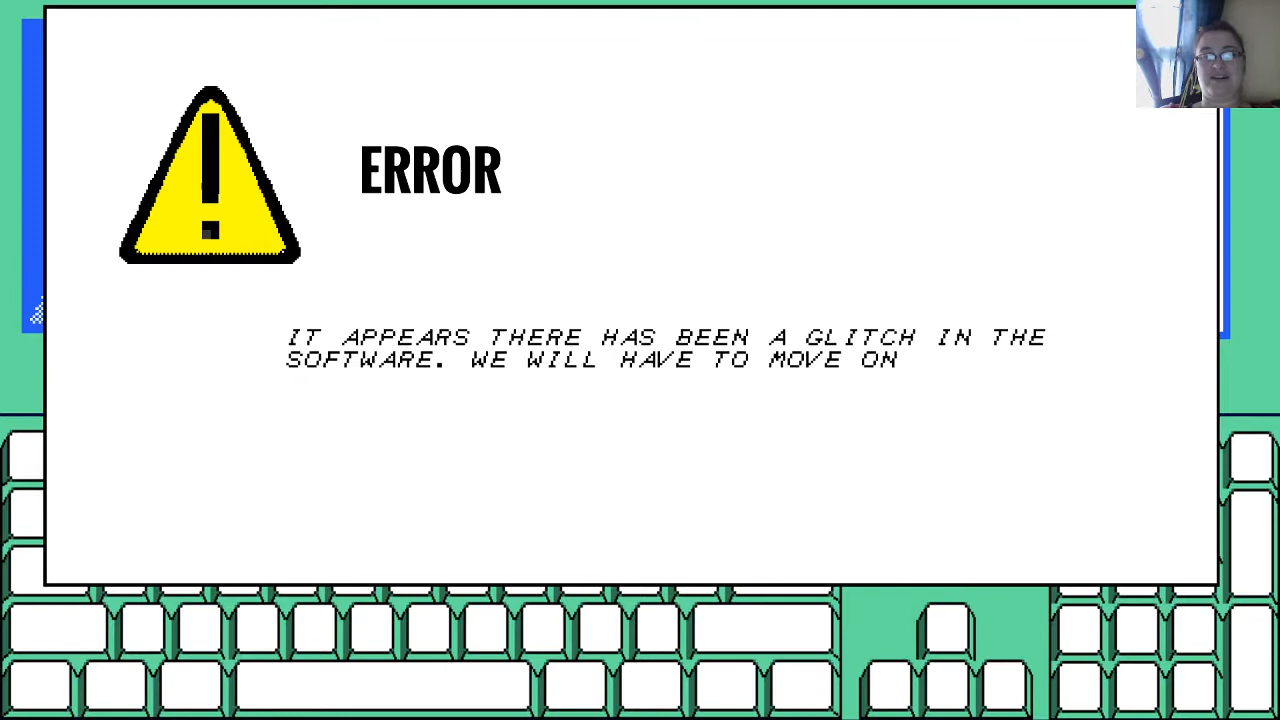 ERROR
IT APPEARS THERE HAS BEEN A GLITCH IN THE
SOFTWARE. WE WILL HAVE TO MOVE ON